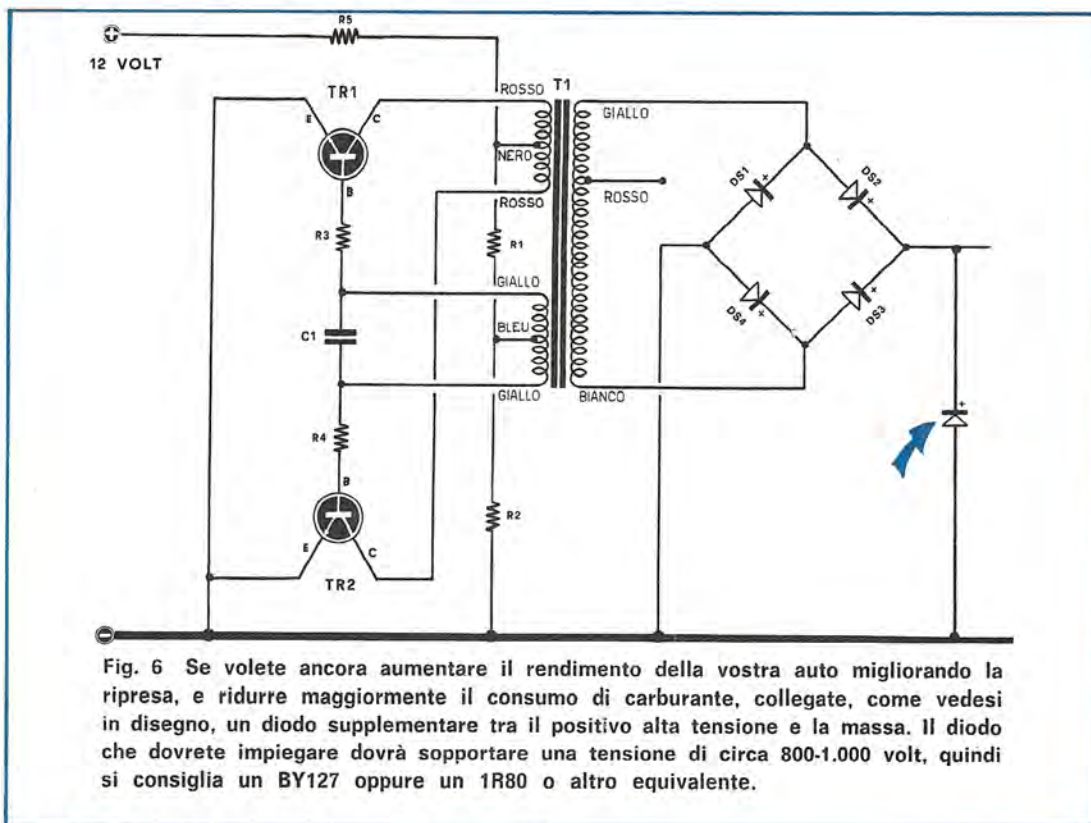 R5
12 VOLT
TR1
T1
ROSSO
E
C
GIALLO
NERO
DS1
+
DS2
+
B
ROSSO
ROSSO
R3
R1
GIALLO
C1
BLEU
DS4
+
DS3
+
GIALLO
BIANCO
+
R4
B
R2
E
C
TR2
Fig. 6 Se volete ancora aumentare il rendimento della vostra auto migliorando la
ripresa, e ridurre maggiormente il consumo di carburante, collegate, come vedesi
in disegno, un diodo supplementare tra il positivo alta tensione e la massa. Il diodo
che dovrete impiegare dovrà sopportare una tensione di circa 800-1.000 volt, quindi
si consiglia un BY127 oppure un 1R80 o altro equivalente.